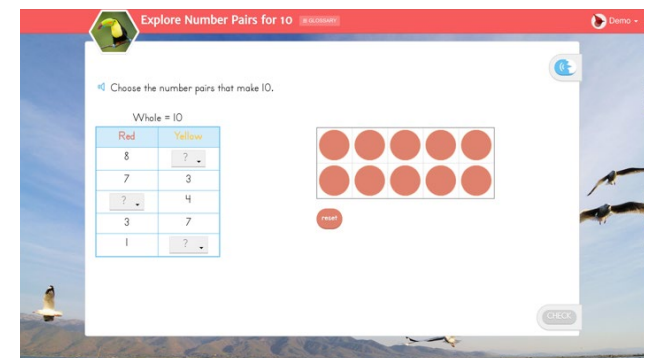 Explore Number Pairs for 10 GLOSSARY Demo
Choose the number pairs that make 10.
Whole = 10
Red Yellow
8 ?
7 3
? 4
3 7
1 ?
reset
CHECK